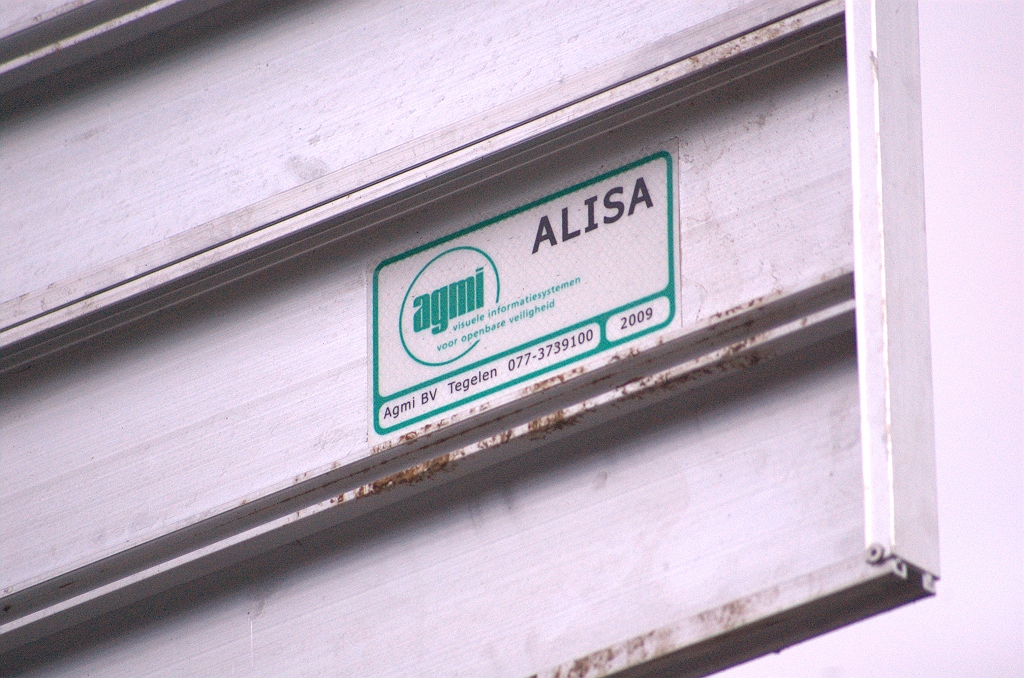 ALISA
agmi
visuele informatiesystemen
voor openbare veiligheid
Agmi BV Tegelen 077-3739100 2009